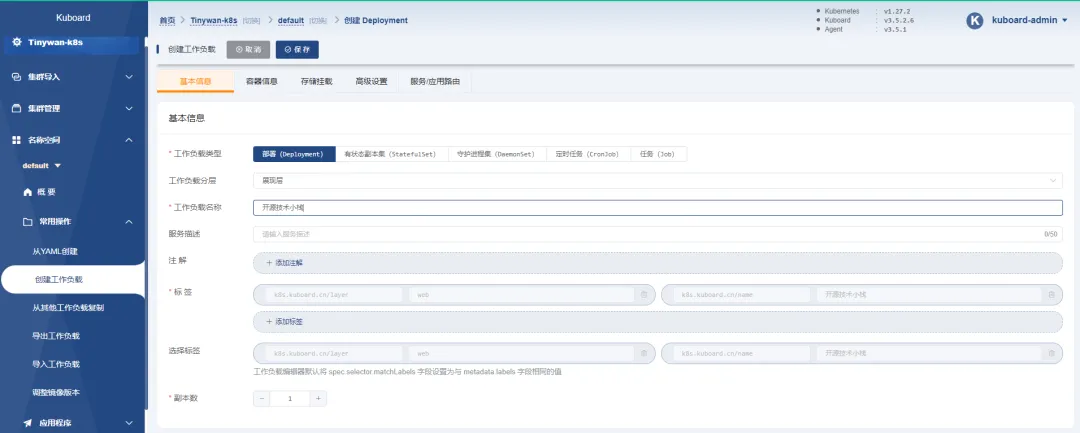 Kuboard
首页 > Tinywan-k8s [切换] > default [切换] > 创建 Deployment
Kubernetes : v1.27.2
Kuboard : v3.5.2.6
Agent : v3.5.1
K kuboard-admin
Tinywan-k8s
集群导入
集群管理
名称空间
default
概 要
常用操作
从YAML创建
创建工作负载
从其他工作负载复制
导出工作负载
导入工作负载
调整镜像版本
应用程序
创建工作负载
取消
保存
基本信息
容器信息
存储挂载
高级设置
服务/应用路由
基本信息
* 工作负载类型
部署 (Deployment)
有状态副本集 (StatefulSet)
守护进程集 (DaemonSet)
定时任务 (CronJob)
任务 (Job)
工作负载分层
展现层
* 工作负载名称
开源技术小栈
服务描述
请输入服务描述
0/50
注 解
+ 添加注解
* 标 签
k8s.kuboard.cn/layer
web
k8s.kuboard.cn/name
开源技术小栈
+ 添加标签
选择标签
k8s.kuboard.cn/layer
web
k8s.kuboard.cn/name
开源技术小栈
工作负载编辑器默认将 spec.selector.matchLabels 字段设置为与 metadata.labels 字段相同的值
* 副本数
− 1 +